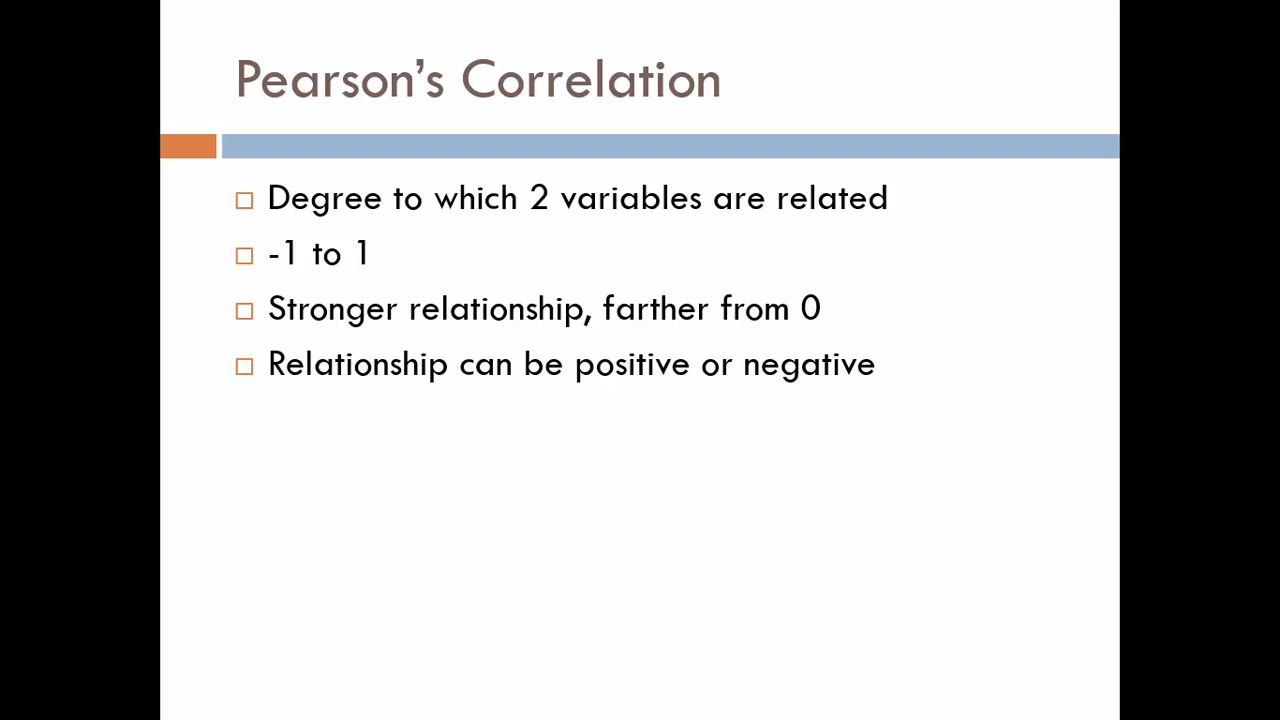 Pearson’s Correlation
Degree to which 2 variables are related
-1 to 1
Stronger relationship, farther from 0
Relationship can be positive or negative